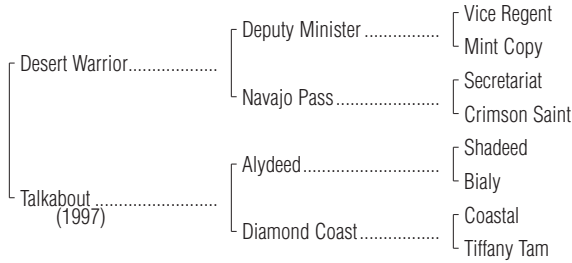 Vice Regent
Deputy Minister ..................
Mint Copy
Desert Warrior.....................
Secretariat
Navajo Pass .........................
Crimson Saint
Shadeed
Alydeed.................................
Bialy
Talkabout .............................
(1997)
Coastal
Diamond Coast...................
Tiffany Tam